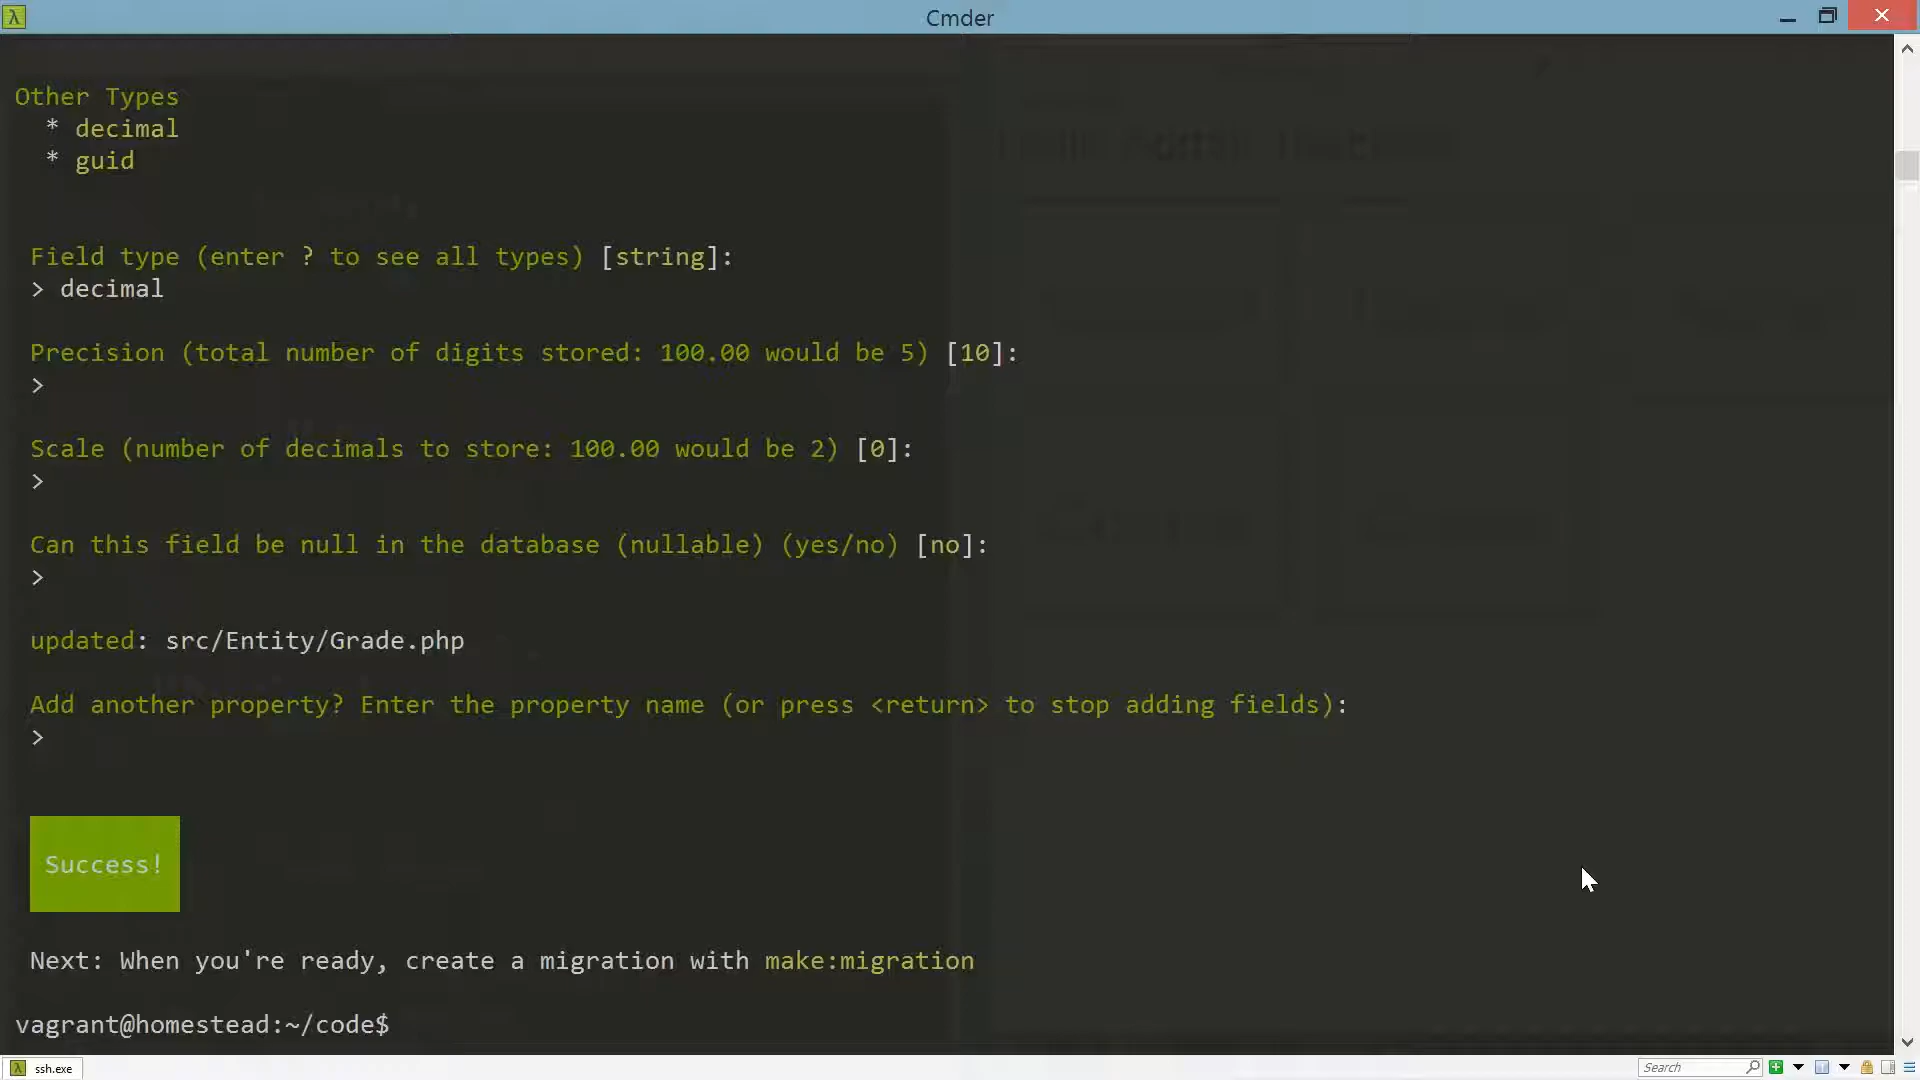 Cmder
Other Types
* decimal
* guid
Field type (enter ? to see all types) [string]:
> decimal
Precision (total number of digits stored: 100.00 would be 5) [10]:
>
Scale (number of decimals to store: 100.00 would be 2) [0]:
>
Can this field be null in the database (nullable) (yes/no) [no]:
>
updated: src/Entity/Grade.php
Add another property? Enter the property name (or press <return> to stop adding fields):
>
Success!
Next: When you're ready, create a migration with make:migration
vagrant@homestead:~/code$
ssh.exe
Search